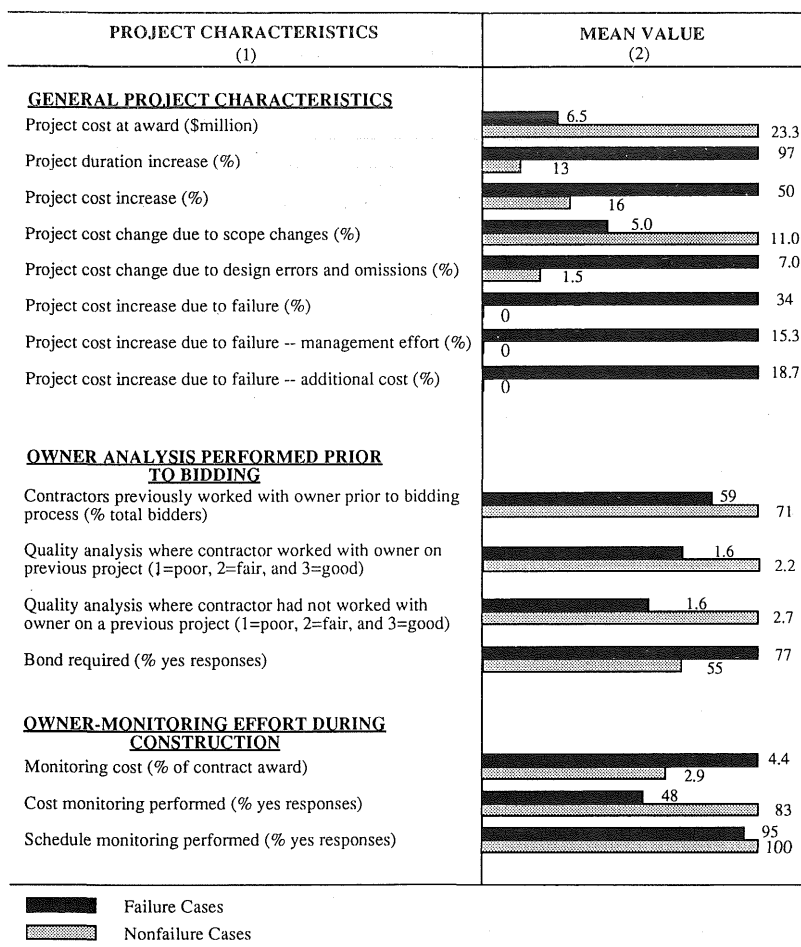 PROJECT CHARACTERISTICS
(1)
MEAN VALUE
(2)
GENERAL PROJECT CHARACTERISTICS
Project cost at award ($million)
6.5
23.3
Project duration increase (%)
97
13
Project cost increase (%)
50
16
Project cost change due to scope changes (%)
5.0
11.0
Project cost change due to design errors and omissions (%)
7.0
1.5
Project cost increase due to failure (%)
34
0
Project cost increase due to failure -- management effort (%)
15.3
0
Project cost increase due to failure -- additional cost (%)
18.7
0
OWNER ANALYSIS PERFORMED PRIOR
TO BIDDING
Contractors previously worked with owner prior to bidding
process (% total bidders)
59
71
Quality analysis where contractor worked with owner on
previous project (1=poor, 2=fair, and 3=good)
1.6
2.2
Quality analysis where contractor had not worked with
owner on a previous project (1=poor, 2=fair, and 3=good)
1.6
2.7
Bond required (% yes responses)
77
55
OWNER-MONITORING EFFORT DURING
CONSTRUCTION
Monitoring cost (% of contract award)
4.4
2.9
Cost monitoring performed (% yes responses)
48
83
Schedule monitoring performed (% yes responses)
95
100
Failure Cases
Nonfailure Cases